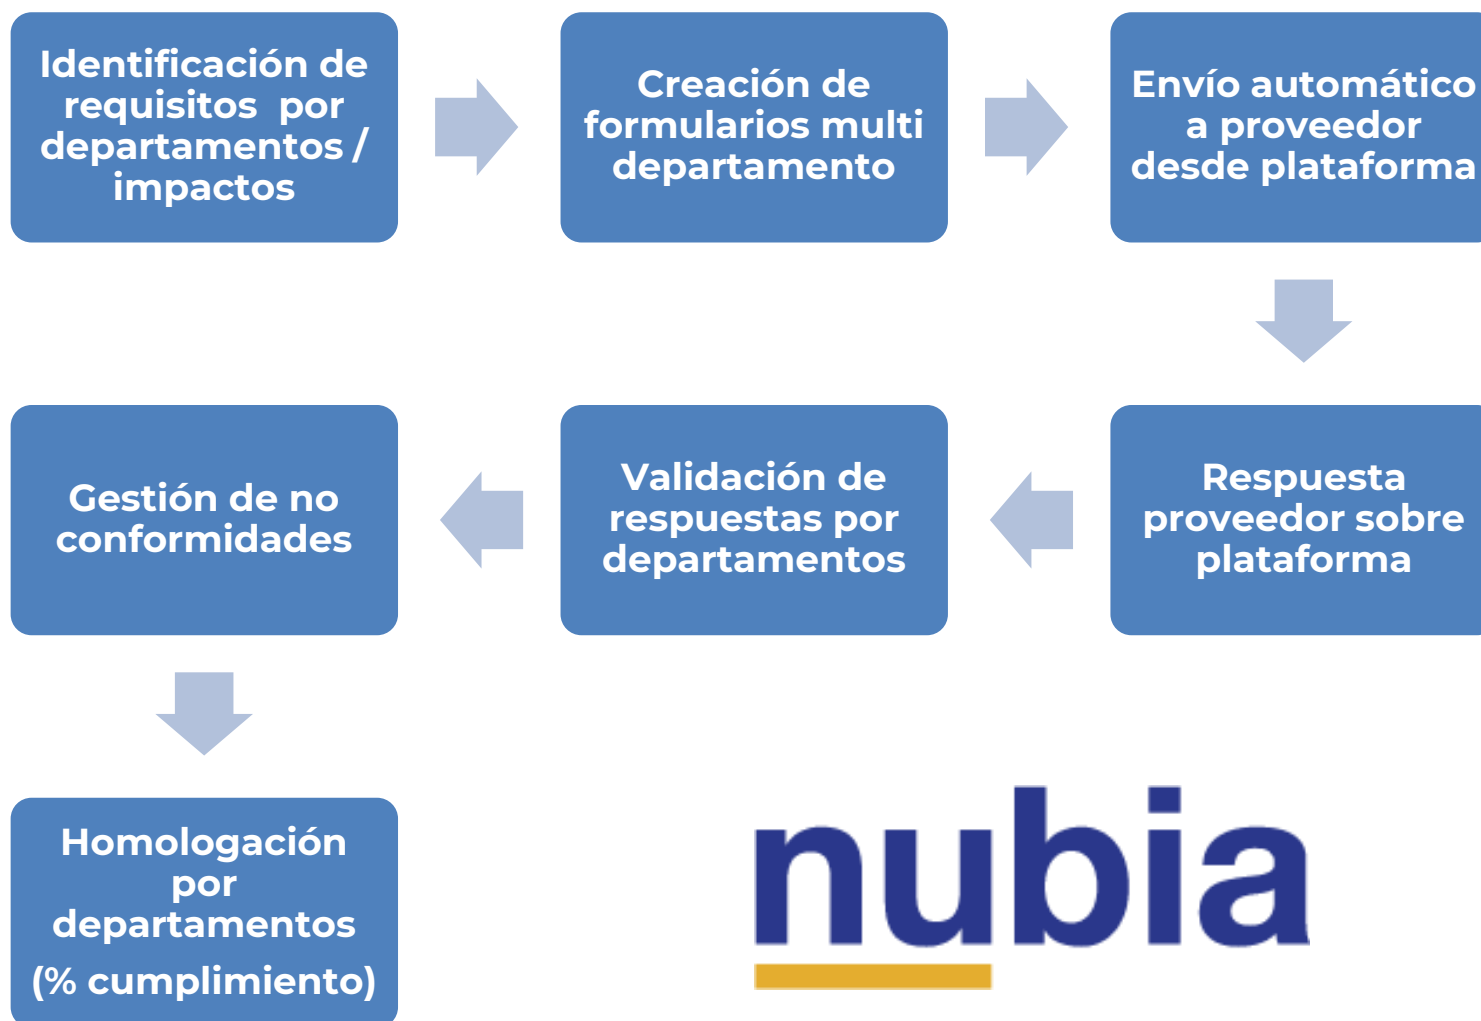 Identificación de
requisitos por
departamentos /
impactos
Creación de
formularios multi
departamento
Envío automático
a proveedor
desde plataforma
Respuesta
proveedor sobre
plataforma
Validación de
respuestas por
departamentos
Gestión de no
conformidades
Homologación
por
departamentos
(% cumplimiento)
nubia